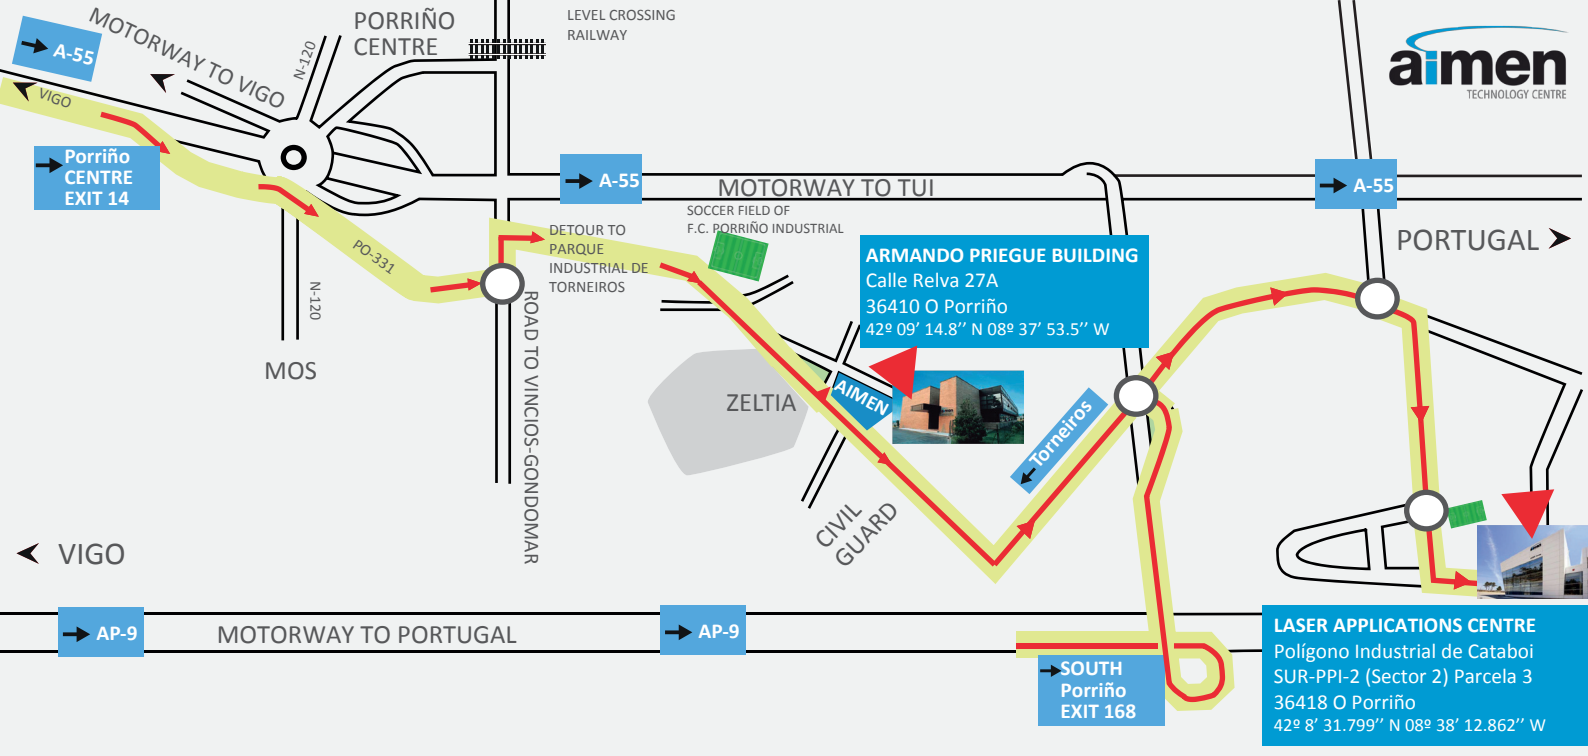 A-55
MOTORWAY TO VIGO
N-120
PORRIÑO
CENTRE
LEVEL CROSSING
RAILWAY
aimen
TECHNOLOGY CENTRE
VIGO
Porriño
CENTRE
EXIT 14
A-55
MOTORWAY TO TUI
A-55
SOCCER FIELD OF
F.C. PORRIÑO INDUSTRIAL
PORTUGAL
PO-331
DETOUR TO
PARQUE
INDUSTRIAL DE
TORNEIROS
ARMANDO PRIEGUE BUILDING
Calle Relva 27A
36410 O Porriño
42º 09’ 14.8’’ N 08º 37’ 53.5’’ W
N-120
MOS
ROAD TO VINCIOS-GONDOMAR
ZELTIA
AIMEN
Torneiros
CIVIL
GUARD
VIGO
AP-9
MOTORWAY TO PORTUGAL
AP-9
SOUTH
Porriño
EXIT 168
LASER APPLICATIONS CENTRE
Polígono Industrial de Cataboi
SUR-PPI-2 (Sector 2) Parcela 3
36418 O Porriño
42º 8’ 31.799’’ N 08º 38’ 12.862’’ W